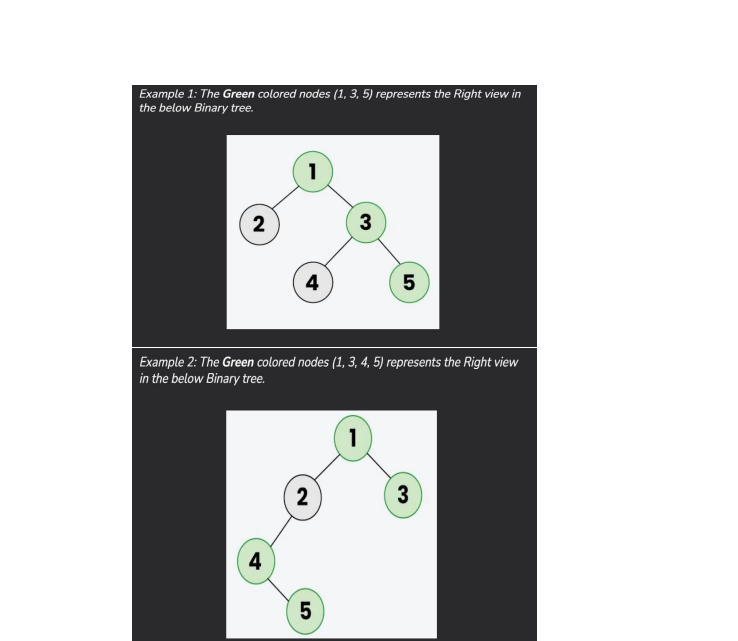 Example 1: The Green colored nodes (1, 3, 5) represents the Right view in
the below Binary tree.
1
2
3
4
5
Example 2: The Green colored nodes (1, 3, 4, 5) represents the Right view
in the below Binary tree.
1
2
3
4
5